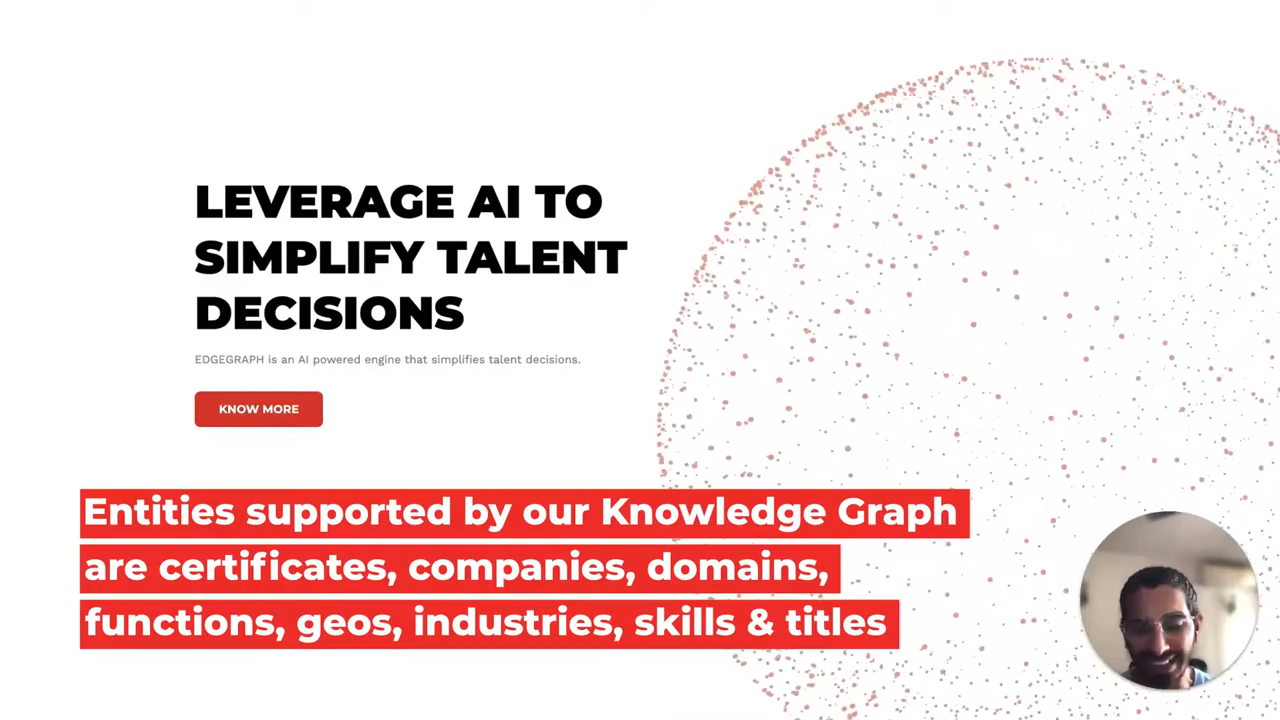 LEVERAGE AI TO
SIMPLIFY TALENT
DECISIONS
EDGEGRAPH is an AI powered engine that simplifies talent decisions.
KNOW MORE
Entities supported by our Knowledge Graph
are certificates, companies, domains,
functions, geos, industries, skills & titles